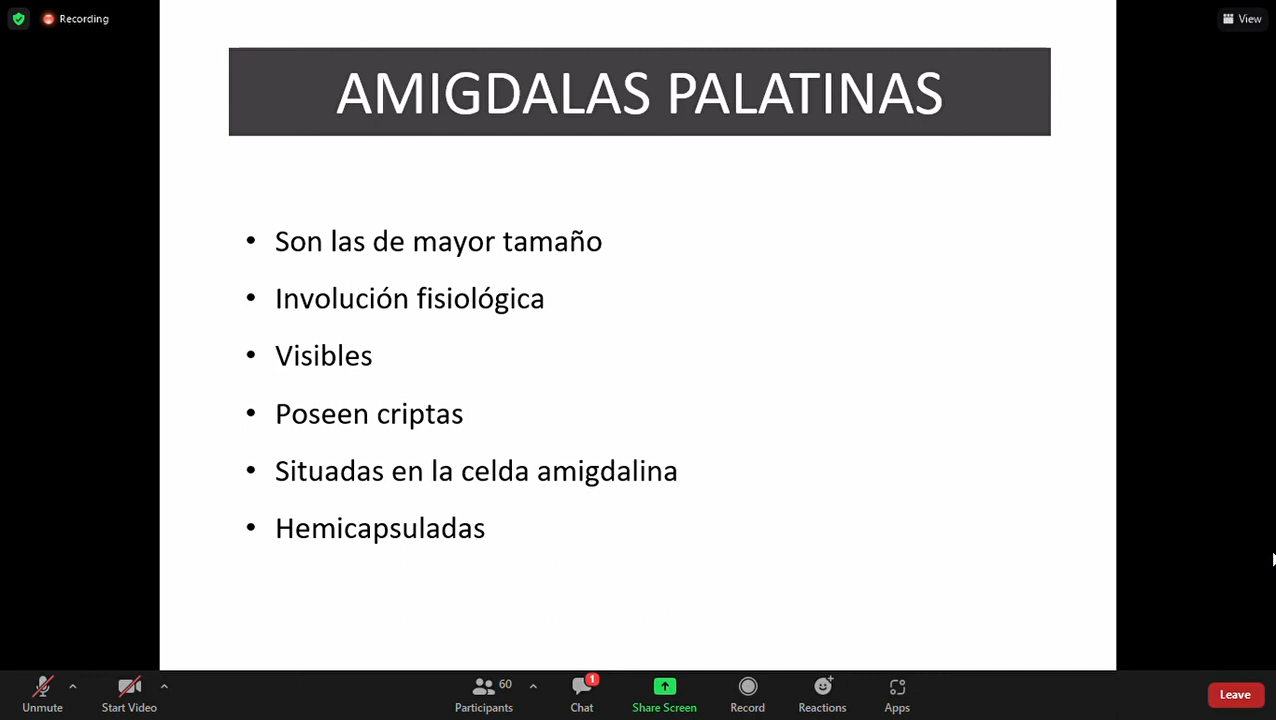 Recording
View
AMIGDALAS PALATINAS
• Son las de mayor tamaño
• Involución fisiológica
• Visibles
• Poseen criptas
• Situadas en la celda amigdalina
• Hemicapsuladas
Unmute
Start Video
60
Participants
1
Chat
Share Screen
Record
Reactions
Apps
Leave